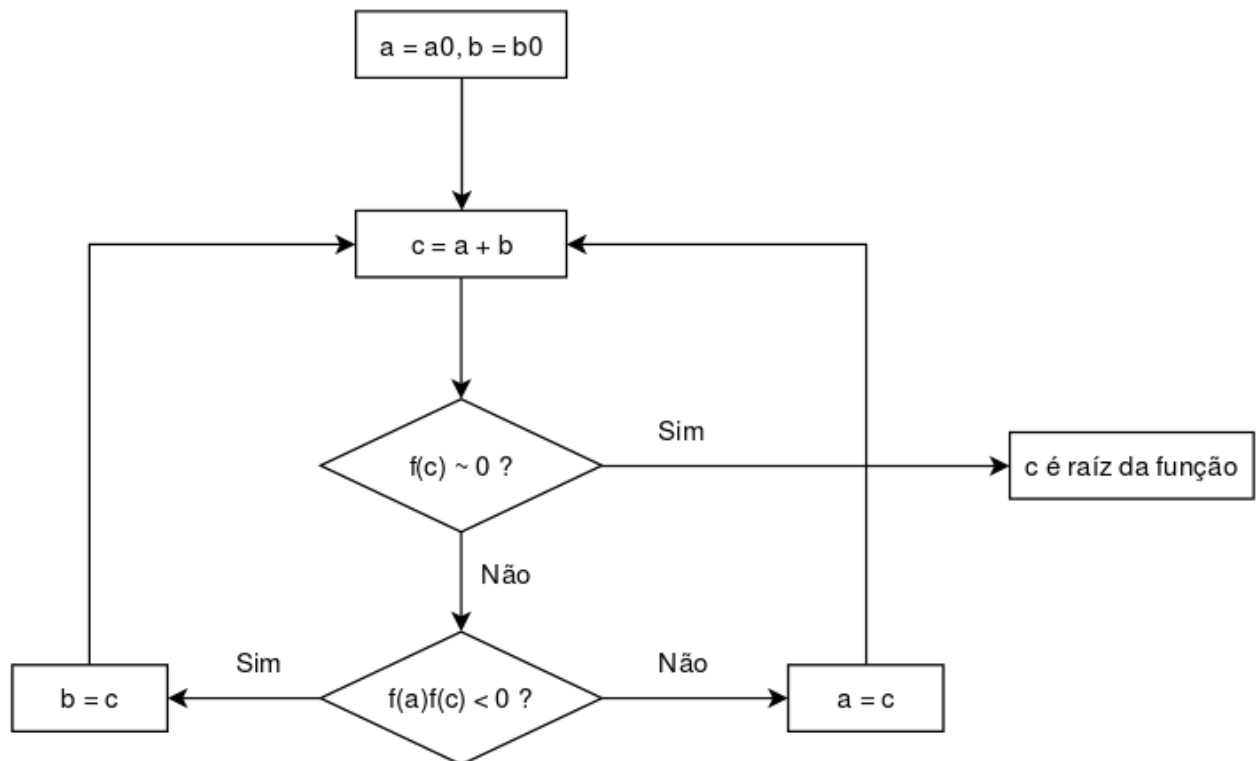 a = a0, b = b0
c = a + b
f(c) ~ 0 ?
Sim
c é raíz da função
Não
f(a)f(c) < 0 ?
Sim
Não
b = c
a = c